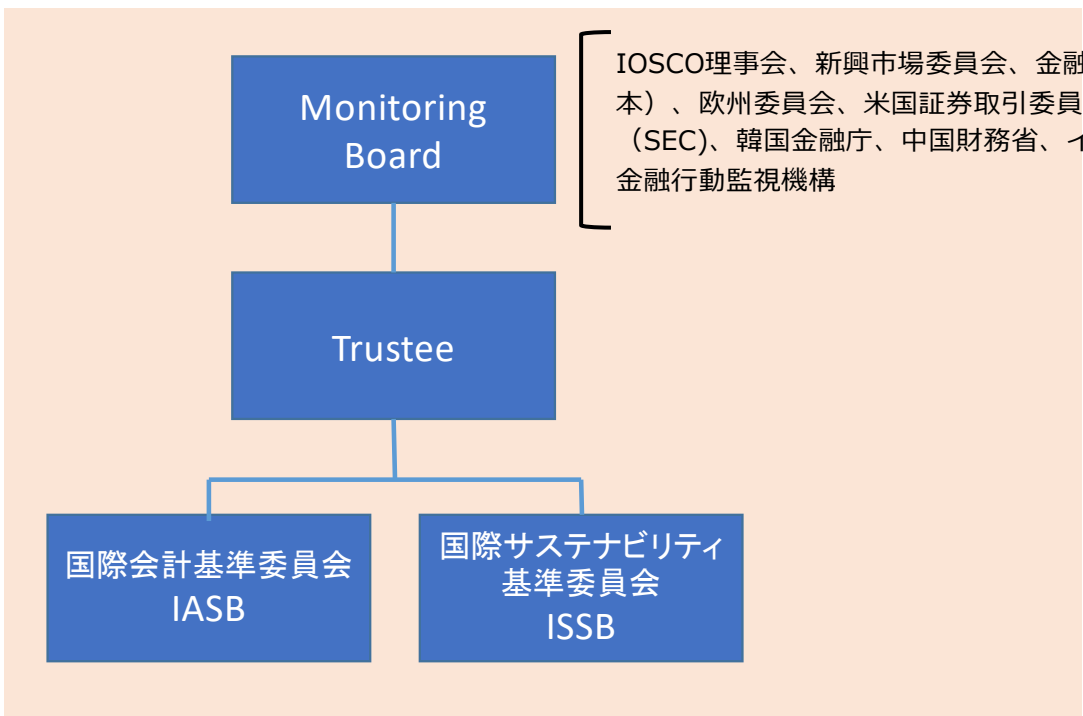 Monitoring
Board
IOSCO理事会、新興市場委員会、金融
本）、欧州委員会、米国証券取引委員
（SEC)、韓国金融庁、中国財務省、イ
金融行動監視機構
Trustee
国際会計基準委員会
IASB
国際サステナビリティ
基準委員会
ISSB